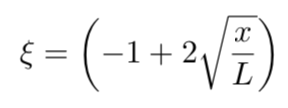 ξ = (−1 + 2√(x/L))